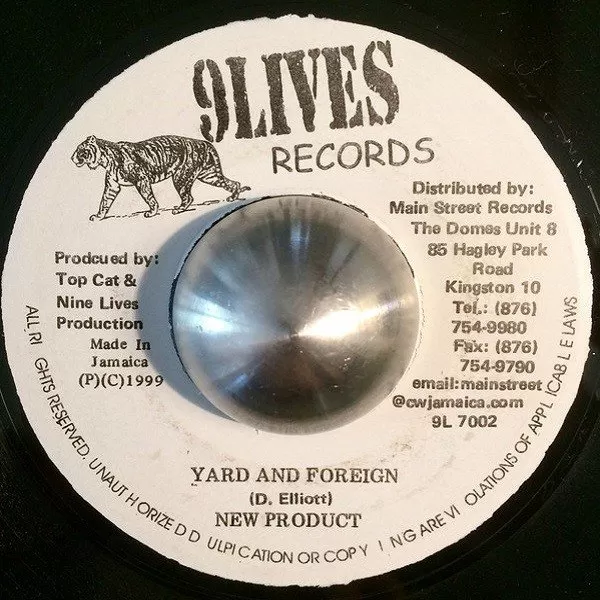 9LIVES
RECORDS
Distributed by:
Main Street Records
The Domes Unit 8
85 Hagley Park
Road
Kingston 10
Tel.: (876)
754-9980
Fax: (876)
754-9790
email:mainstreet
@cwjamaica.com
9L 7002
Prodcued by:
Top Cat &
Nine Lives
Production
Made In
Jamaica
(P)(C)1999
YARD AND FOREIGN
(D. Elliott)
NEW PRODUCT
ALL,RI GHTS RESERVED. UNAUT HORIZE D D ULPI CATION OR COPY I NG ARE VI OLATIONS OF APPL ICAB L E LAWS